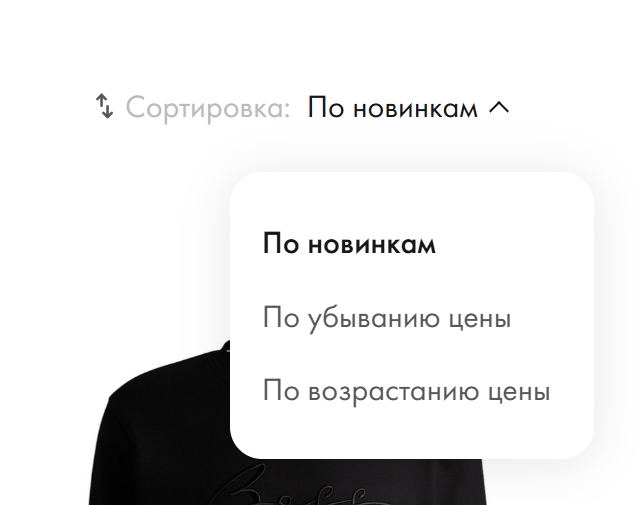 Сортировка: По новинкам
По новинкам
По убыванию цены
По возрастанию цены